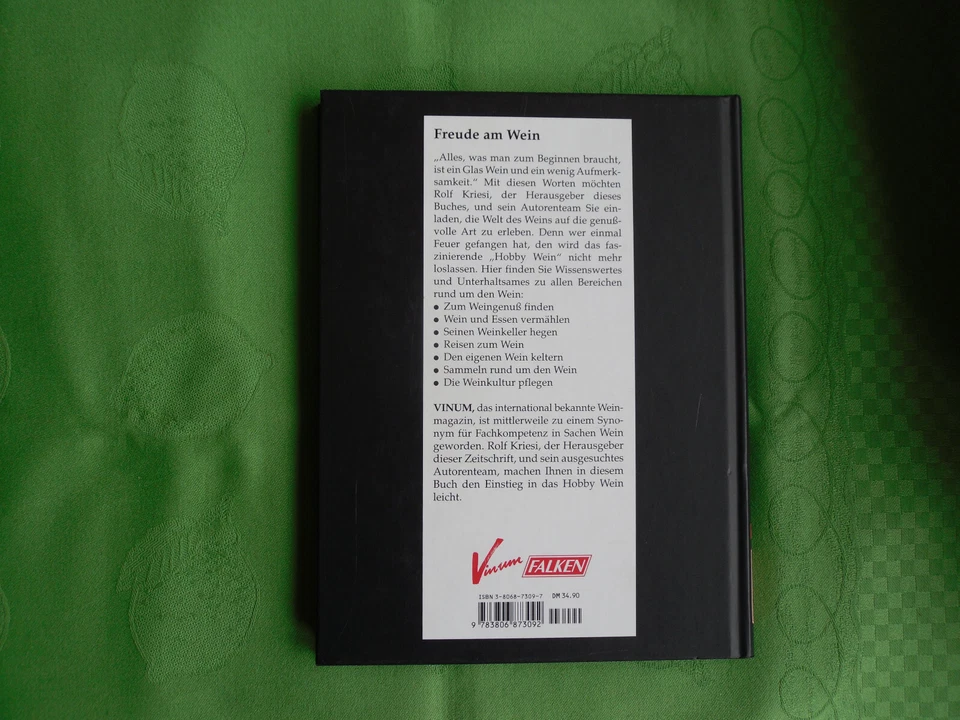 Freude am Wein
„Alles, was man zum Beginnen braucht,
ist ein Glas Wein und ein wenig Aufmerk-
samkeit.“ Mit diesen Worten möchten
Rolf Kriesi, der Herausgeber dieses
Buches, und sein Autorenteam Sie ein-
laden, die Welt des Weins auf die genuß-
volle Art zu erleben. Denn wer einmal
Feuer gefangen hat, den wird das fas-
zinierende „Hobby Wein“ nicht mehr
loslassen. Hier finden Sie Wissenswertes
und Unterhaltsames zu allen Bereichen
rund um den Wein:
● Zum Weingenuß finden
● Wein und Essen vermählen
● Seinen Weinkeller hegen
● Reisen zum Wein
● Den eigenen Wein keltern
● Sammeln rund um den Wein
● Die Weinkultur pflegen
VINUM, das international bekannte Wein-
magazin, ist mittlerweile zu einem Syno-
nym für Fachkompetenz in Sachen Wein
geworden. Rolf Kriesi, der Herausgeber
dieser Zeitschrift, und sein ausgesuchtes
Autorenteam, machen Ihnen in diesem
Buch den Einstieg in das Hobby Wein
leicht.
Vinum FALKEN
ISBN 3-8068-7309-7 DM 34.90
9 783806 873092